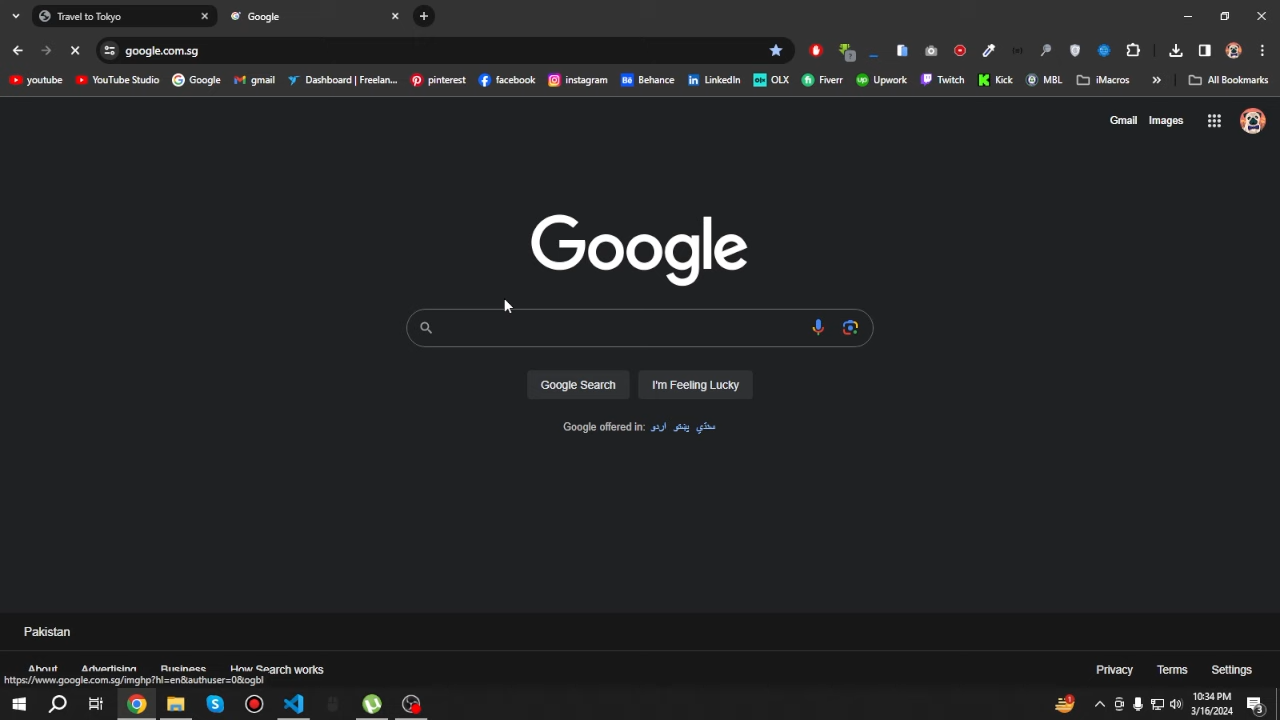 Travel to Tokyo
Google
google.com.sg
youtube
YouTube Studio
Google
gmail
Dashboard | Freelan...
pinterest
facebook
instagram
Behance
LinkedIn
OLX
Fiverr
Upwork
Twitch
Kick
MBL
iMacros
»
All Bookmarks
Gmail
Images
Google
Google Search
I'm Feeling Lucky
Google offered in: اردو پښتو سنڌي
Pakistan
About
Advertising
Business
How Search works
Privacy
Terms
Settings
https://www.google.com.sg/imghp?hl=en&authuser=0&ogbl
10:34 PM
3/16/2024